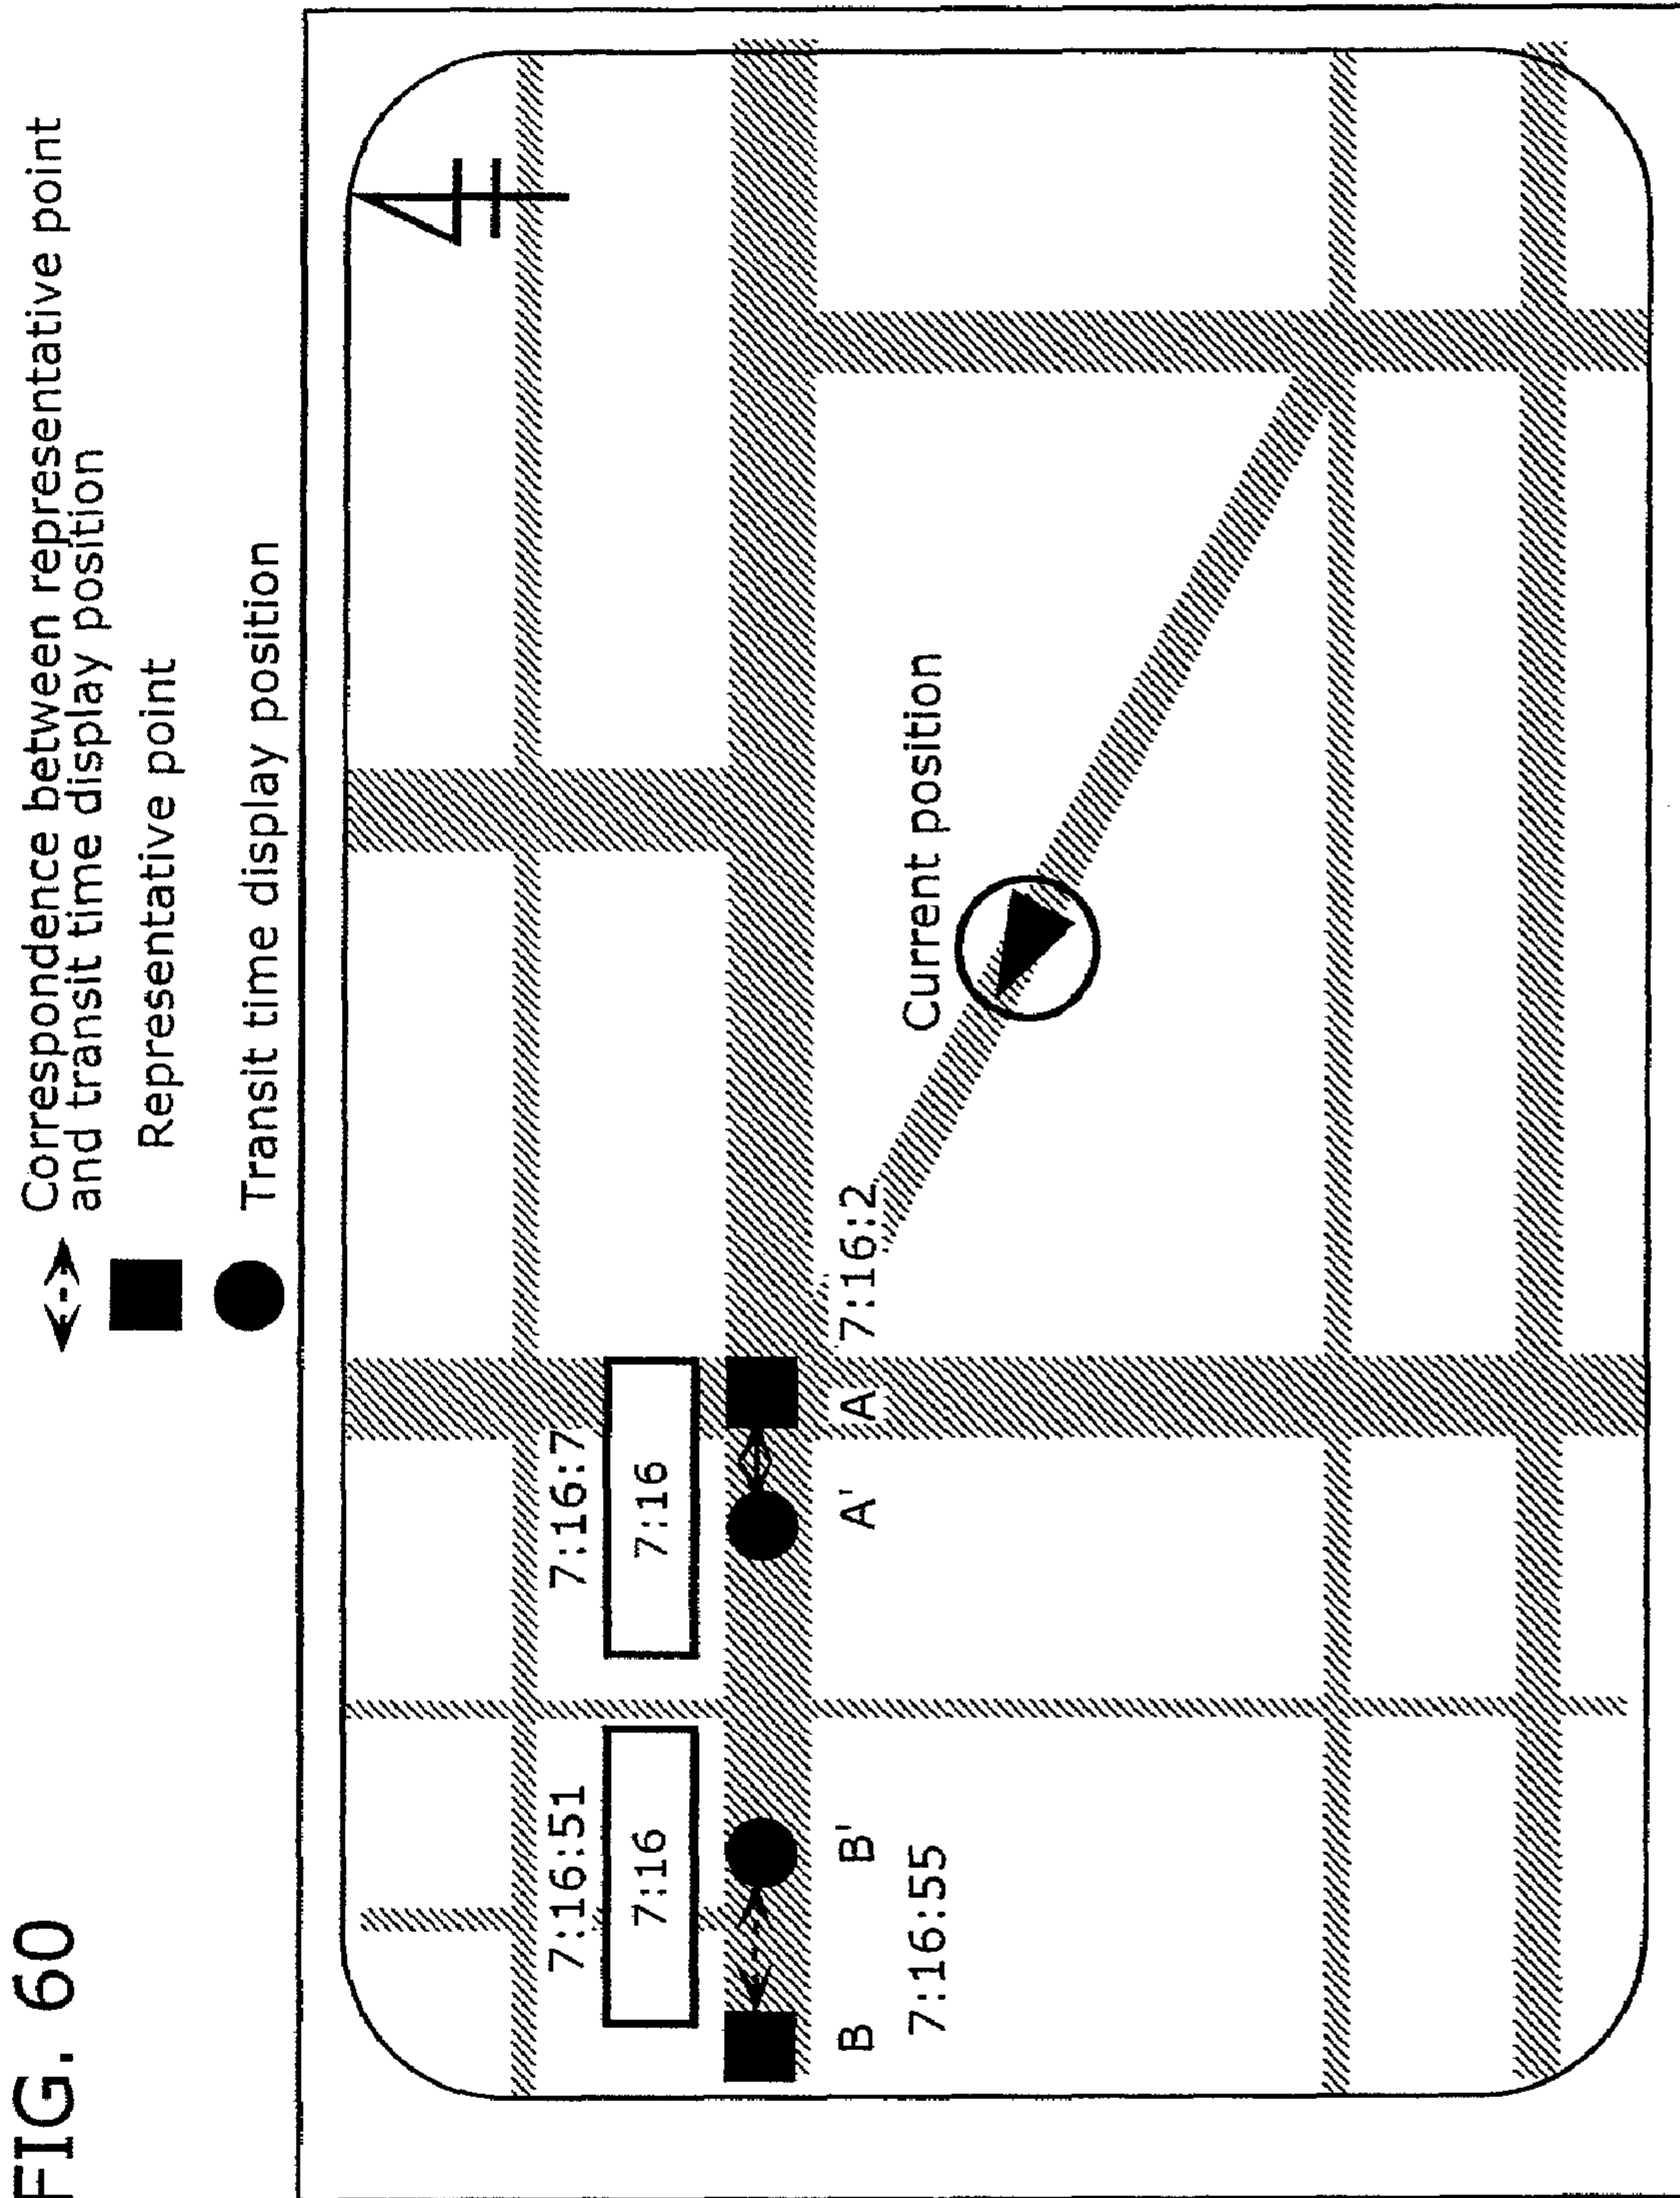 FIG. 60
Correspondence between representative point
and transit time display position
Representative point
Transit time display position
7:16:51
7:16:7
7:16
7:16
B
B'
A'
A
7:16:2
7:16:55
Current position